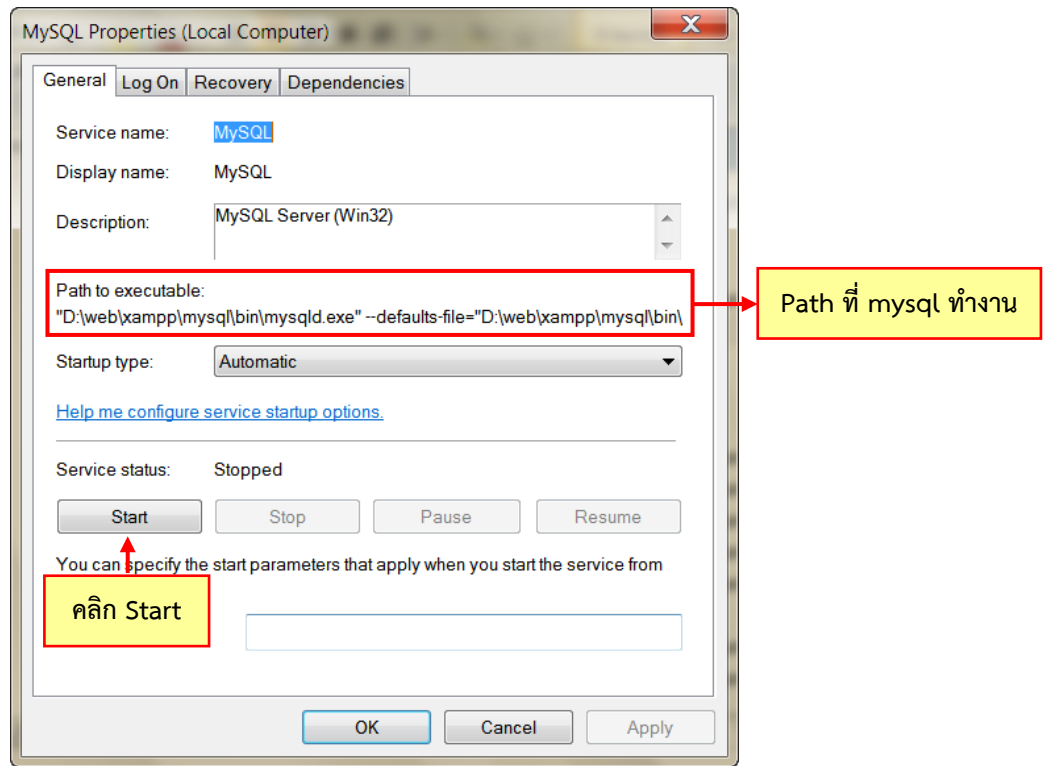 MySQL Properties (Local Computer)
X
General Log On Recovery Dependencies
Service name: MySQL
Display name: MySQL
Description: MySQL Server (Win32)
Path to executable:
"D:\web\xampp\mysql\bin\mysqld.exe" --defaults-file="D:\web\xampp\mysql\bin\
Path ที่ mysql ทำงาน
Startup type: Automatic
Help me configure service startup options.
Service status: Stopped
Start Stop Pause Resume
You can specify the start parameters that apply when you start the service from
คลิก Start
OK Cancel Apply